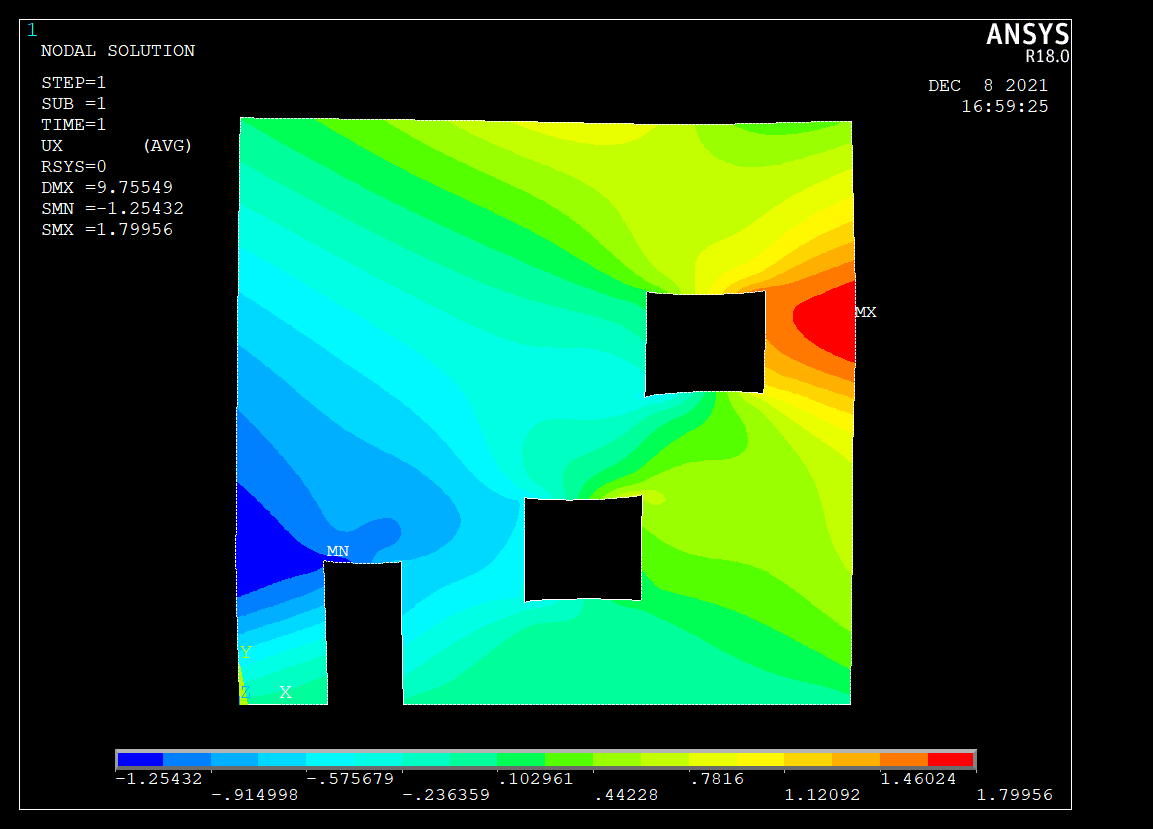 1
ANSYS
R18.0
NODAL SOLUTION
STEP=1
SUB =1
TIME=1
UX (AVG)
RSYS=0
DMX =9.75549
SMN =-1.25432
SMX =1.79956
DEC 8 2021
16:59:25
MX
MN
Y
Z X
-1.25432 -.575679 .102961 .7816 1.46024
-.914998 -.236359 .44228 1.12092 1.79956